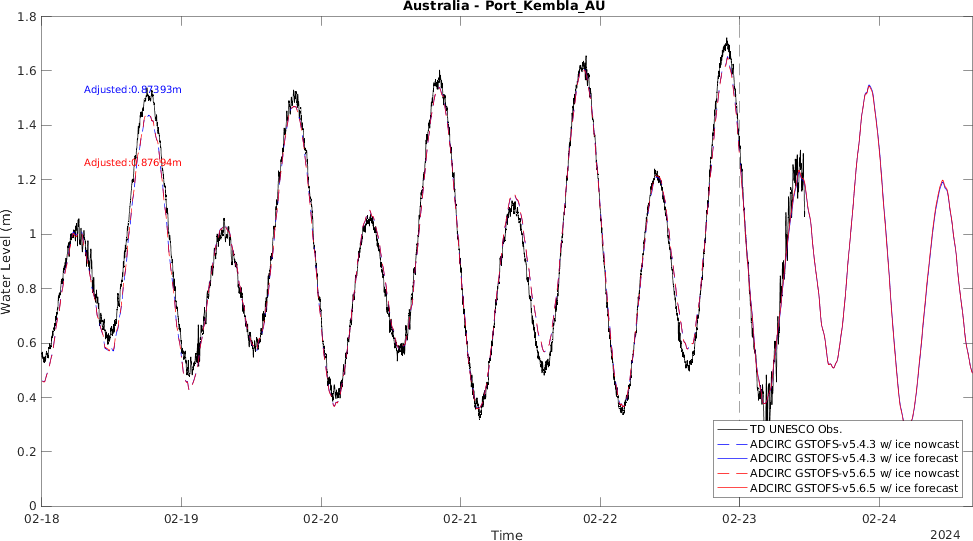 Australia - Port_Kembla_AU
1.8
1.6
1.4
1.2
1
0.8
0.6
0.4
0.2
0
Water Level (m)
Adjusted:0.87393m
Adjusted:0.87694m
TD UNESCO Obs.
ADCIRC GSTOFS-v5.4.3 w/ ice nowcast
ADCIRC GSTOFS-v5.4.3 w/ ice forecast
ADCIRC GSTOFS-v5.6.5 w/ ice nowcast
ADCIRC GSTOFS-v5.6.5 w/ ice forecast
02-18 02-19 02-20 02-21 02-22 02-23 02-24
Time
2024